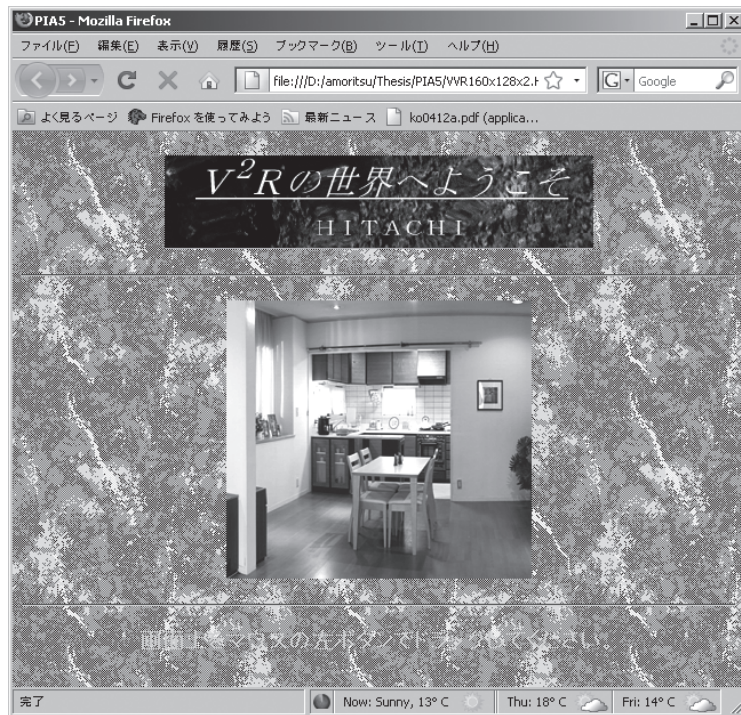 PIA5 - Mozilla Firefox
ファイル(F) 編集(E) 表示(V) 履歴(S) ブックマーク(B) ツール(T) ヘルプ(H)
file:///D:/amoritsu/Thesis/PIA5/VVR160x128x2.H G Google
よく見るページ Firefox を使ってみよう 最新ニュース ko0412a.pdf (applica...
V²Rの世界へようこそ
HITACHI
画面上をマウスの左ボタンでドラッグしてください。
完了 Now: Sunny, 13° C Thu: 18° C Fri: 14° C